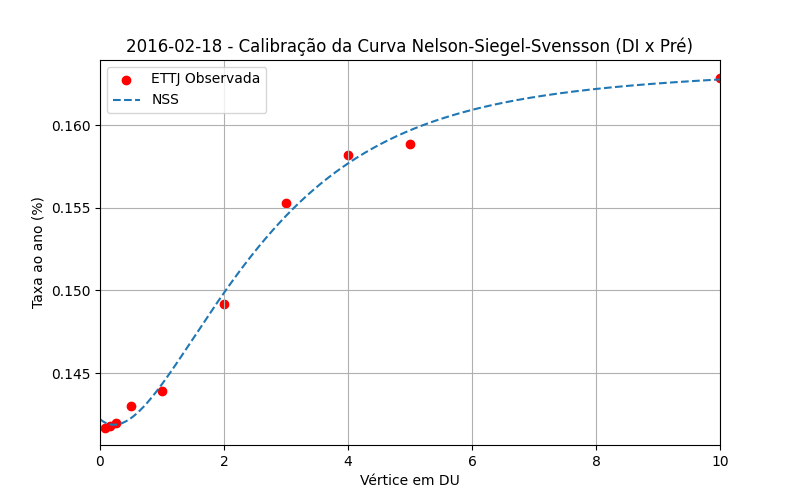 2016-02-18 - Calibração da Curva Nelson-Siegel-Svensson (DI x Pré)
ETTJ Observada
NSS
Taxa ao ano (%)
0.160
0.155
0.150
0.145
0 2 4 6 8 10
Vértice em DU